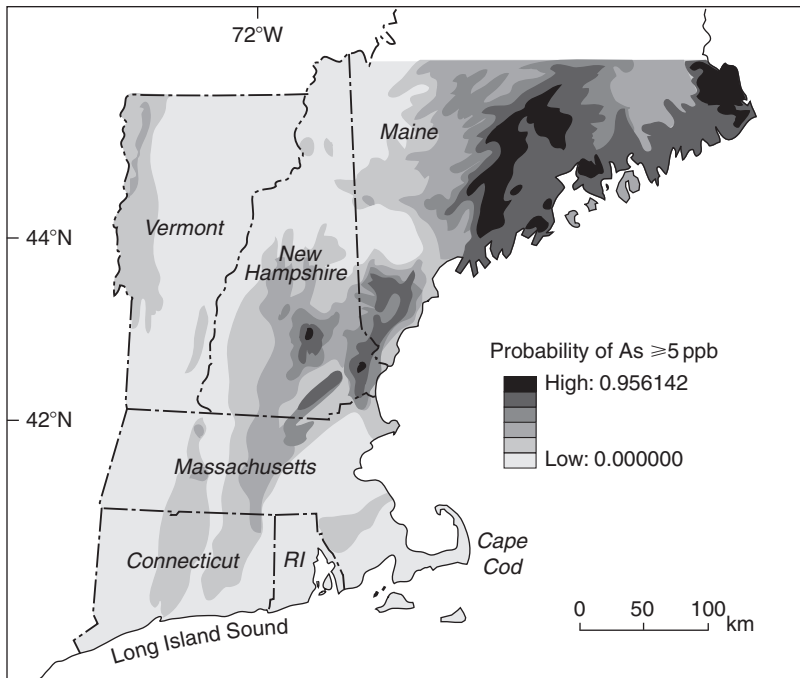 72°W
Maine
Vermont
44°N
New
Hampshire
Probability of As ≥5 ppb
High: 0.956142
42°N
Low: 0.000000
Massachusetts
Connecticut
RI
Cape
Cod
0 50 100
km
Long Island Sound